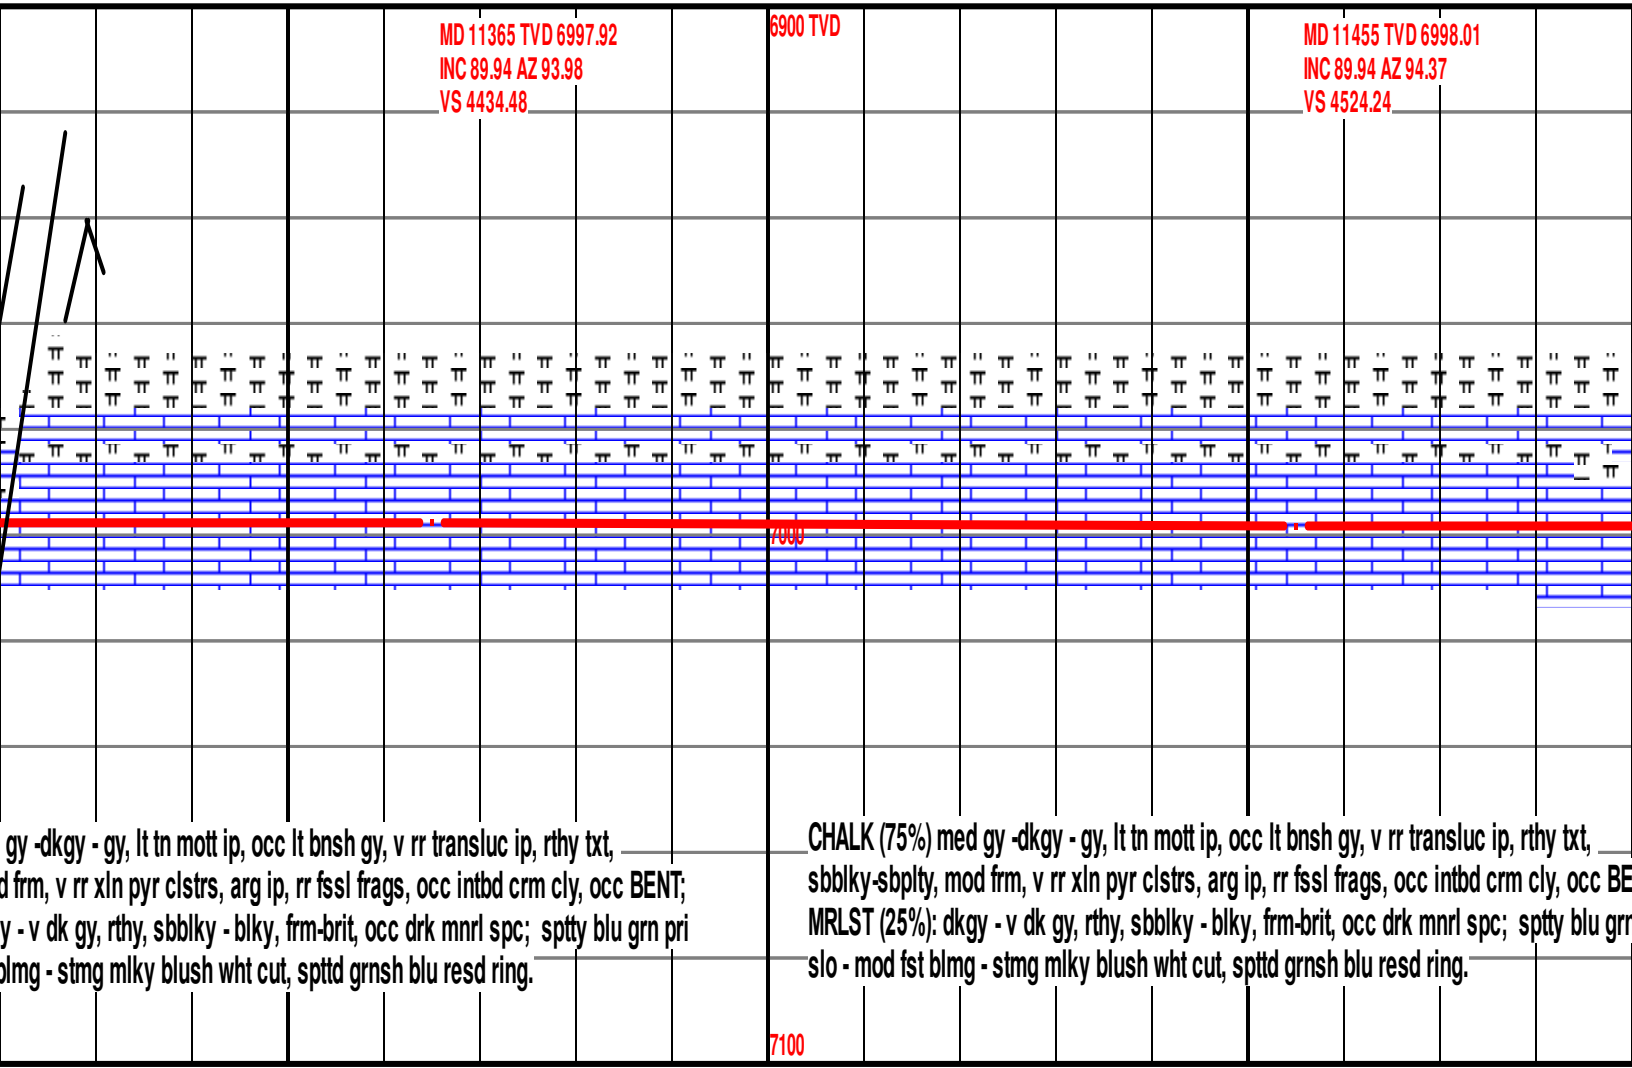 MD 11365 TVD 6997.92
INC 89.94 AZ 93.98
VS 4434.48
6900 TVD
MD 11455 TVD 6998.01
INC 89.94 AZ 94.37
VS 4524.24
7000
gy -dkgy - gy, lt tn mott ip, occ lt bnsh gy, v rr transluc ip, rthy txt,
d frm, v rr xln pyr clstrs, arg ip, rr fssl frags, occ intbd crm cly, occ BENT;
y - v dk gy, rthy, sbblky - blky, frm-brit, occ drk mnrl spc;  sptty blu grn pri
blmg - stmg mlky blush wht cut, spttd grnsh blu resd ring.
CHALK (75%) med gy -dkgy - gy, lt tn mott ip, occ lt bnsh gy, v rr transluc ip, rthy txt,
sbblky-sbplty, mod frm, v rr xln pyr clstrs, arg ip, rr fssl frags, occ intbd crm cly, occ BE
MRLST (25%): dkgy - v dk gy, rthy, sbblky - blky, frm-brit, occ drk mnrl spc;  sptty blu grn
slo - mod fst blmg - stmg mlky blush wht cut, spttd grnsh blu resd ring.
7100